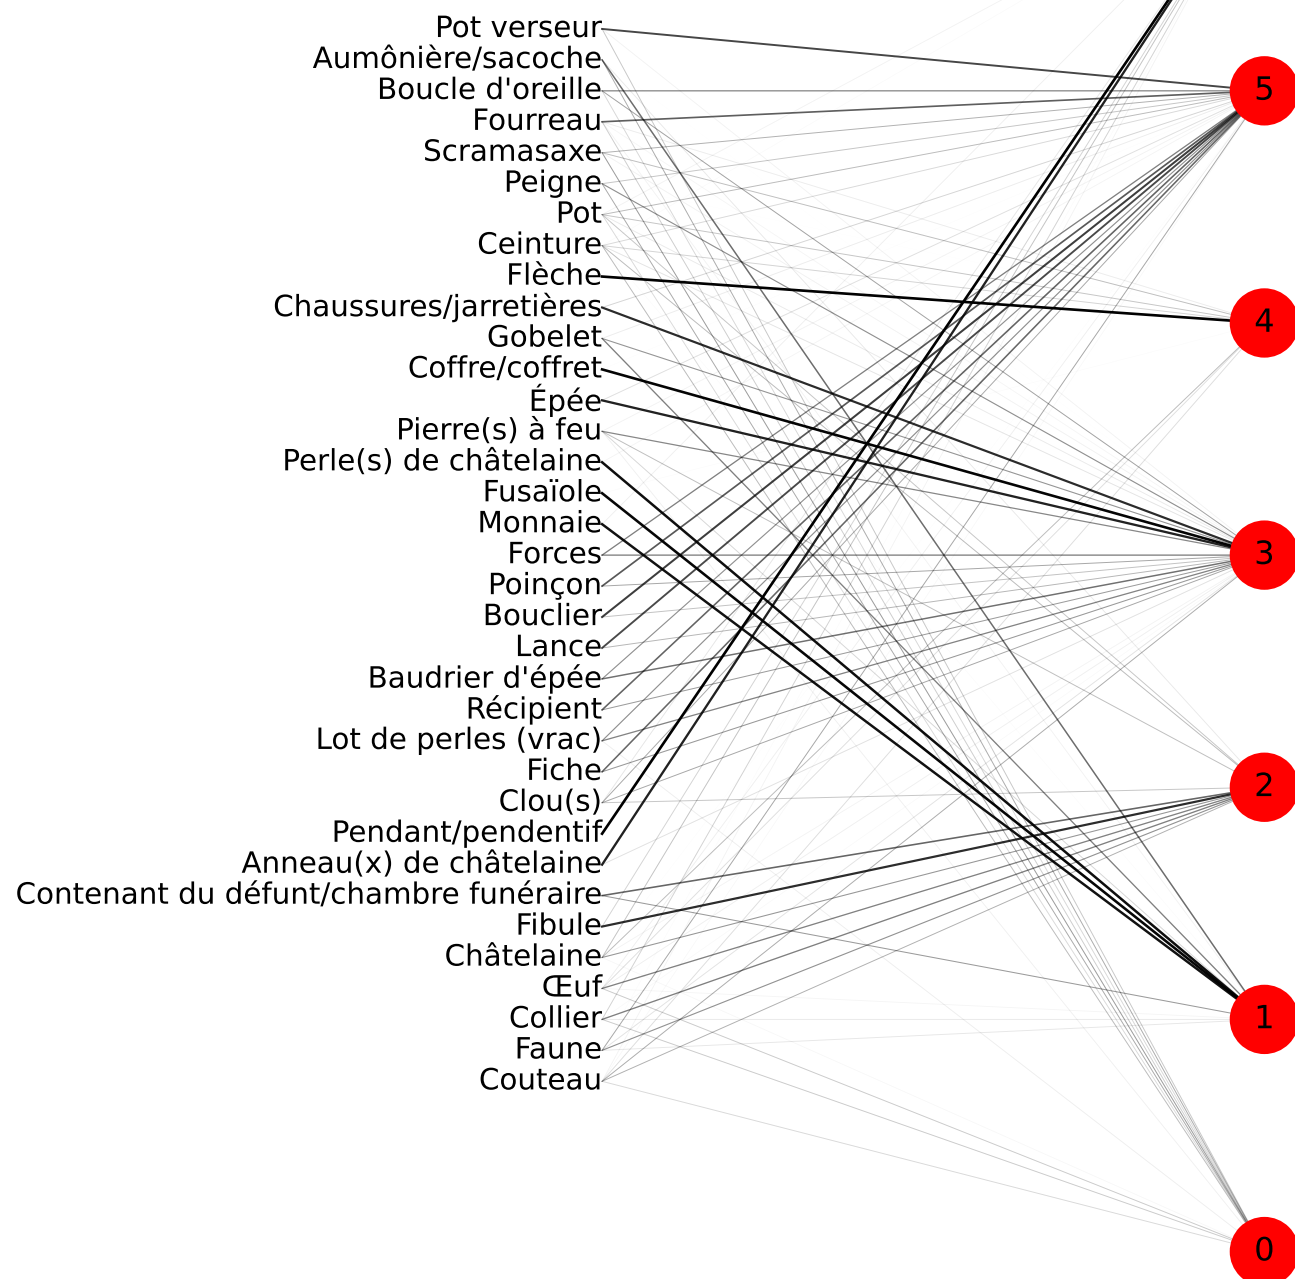 Pot verseur
Aumônière/sacoche
Boucle d'oreille
5
Fourreau
Scramasaxe
Peigne
Pot
Ceinture
Flèche
Chaussures/jarretières
4
Gobelet
Coffre/coffret
Épée
Pierre(s) à feu
Perle(s) de châtelaine
Fusaïole
Monnaie
Forces
3
Poinçon
Bouclier
Lance
Baudrier d'épée
Récipient
Lot de perles (vrac)
Fiche
2
Clou(s)
Pendant/pendentif
Anneau(x) de châtelaine
Contenant du défunt/chambre funéraire
Fibule
Châtelaine
Œuf
Collier
1
Faune
Couteau
0